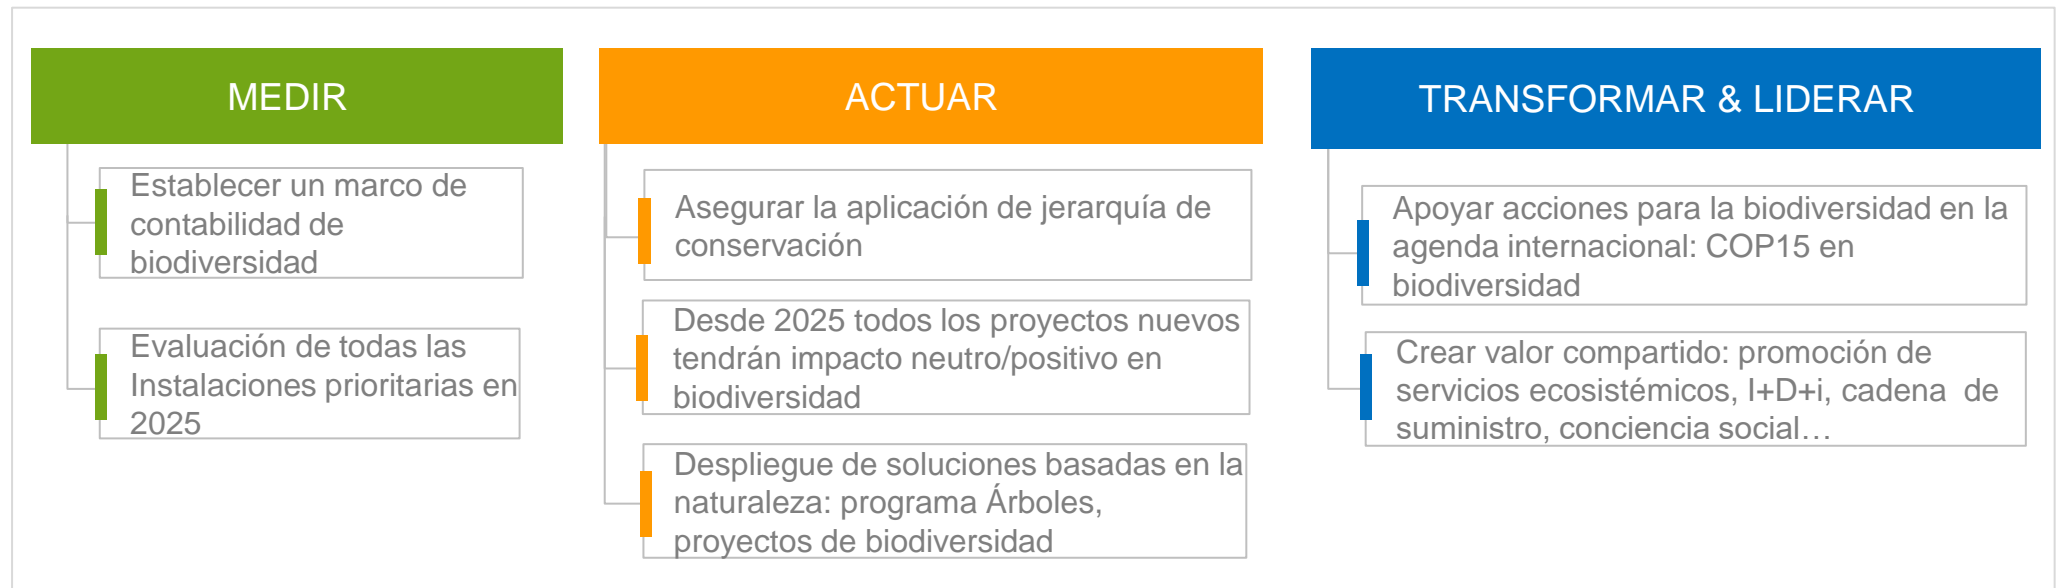 MEDIR
Establecer un marco de
contabilidad de
biodiversidad
Evaluación de todas las
Instalaciones prioritarias en
2025
ACTUAR
Asegurar la aplicación de jerarquía de
conservación
Desde 2025 todos los proyectos nuevos
tendrán impacto neutro/positivo en
biodiversidad
Despliegue de soluciones basadas en la
naturaleza: programa Árboles,
proyectos de biodiversidad
TRANSFORMAR & LIDERAR
Apoyar acciones para la biodiversidad en la
agenda internacional: COP15 en
biodiversidad
Crear valor compartido: promoción de
servicios ecosistémicos, I+D+i, cadena de
suministro, conciencia social…